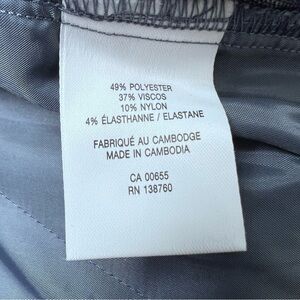 49% POLYESTER
37% VISCOS
10% NYLON
4% ÉLASTHANNE / ELASTANE
FABRIQUÉ AU CAMBODGE
MADE IN CAMBODIA
CA 00655
RN 138760